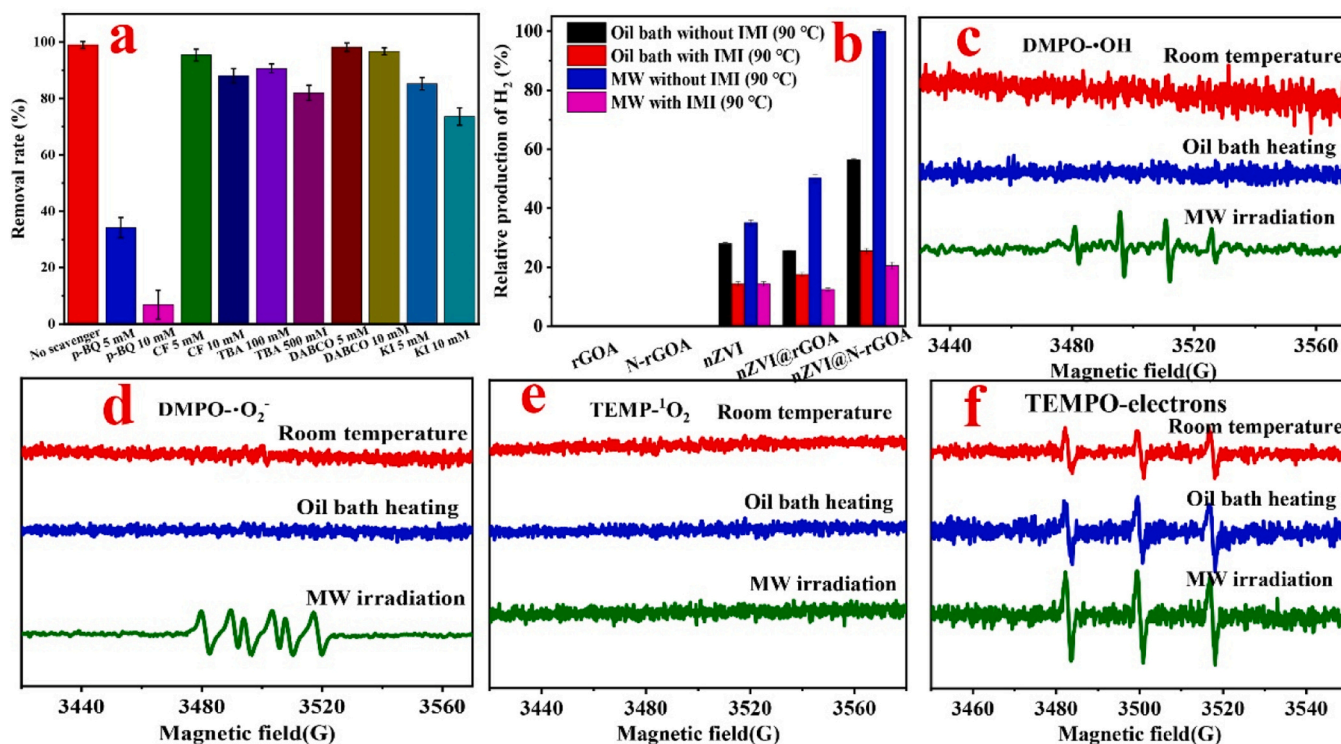 a
Removal rate (%)
100
80
60
40
20
0
No scavenger
p-BQ 5 mM
p-BQ 10 mM
CF 5 mM
CF 10 mM
TBA 100 mM
TBA 500 mM
DABCO 5 mM
DABCO 10 mM
KI 5 mM
KI 10 mM
b
Relative production of H2 (%)
100
80
60
40
20
0
Oil bath without IMI (90 °C)
Oil bath with IMI (90 °C)
MW without IMI (90 °C)
MW with IMI (90 °C)
rGOA
N-rGOA
nZVI
nZVI@rGOA
nZVI@N-rGOA
c
DMPO-•OH
Room temperature
Oil bath heating
MW irradiation
3440 3480 3520 3560
Magnetic field(G)
d
DMPO-·O2-
Room temperature
Oil bath heating
MW irradiation
3440 3480 3520 3560
Magnetic field(G)
e
TEMP-1O2
Room temperature
Oil bath heating
MW irradiation
3440 3480 3520 3560
Magnetic field(G)
f
TEMPO-electrons
Room temperature
Oil bath heating
MW irradiation
3460 3480 3500 3520 3540
Magnetic field(G)